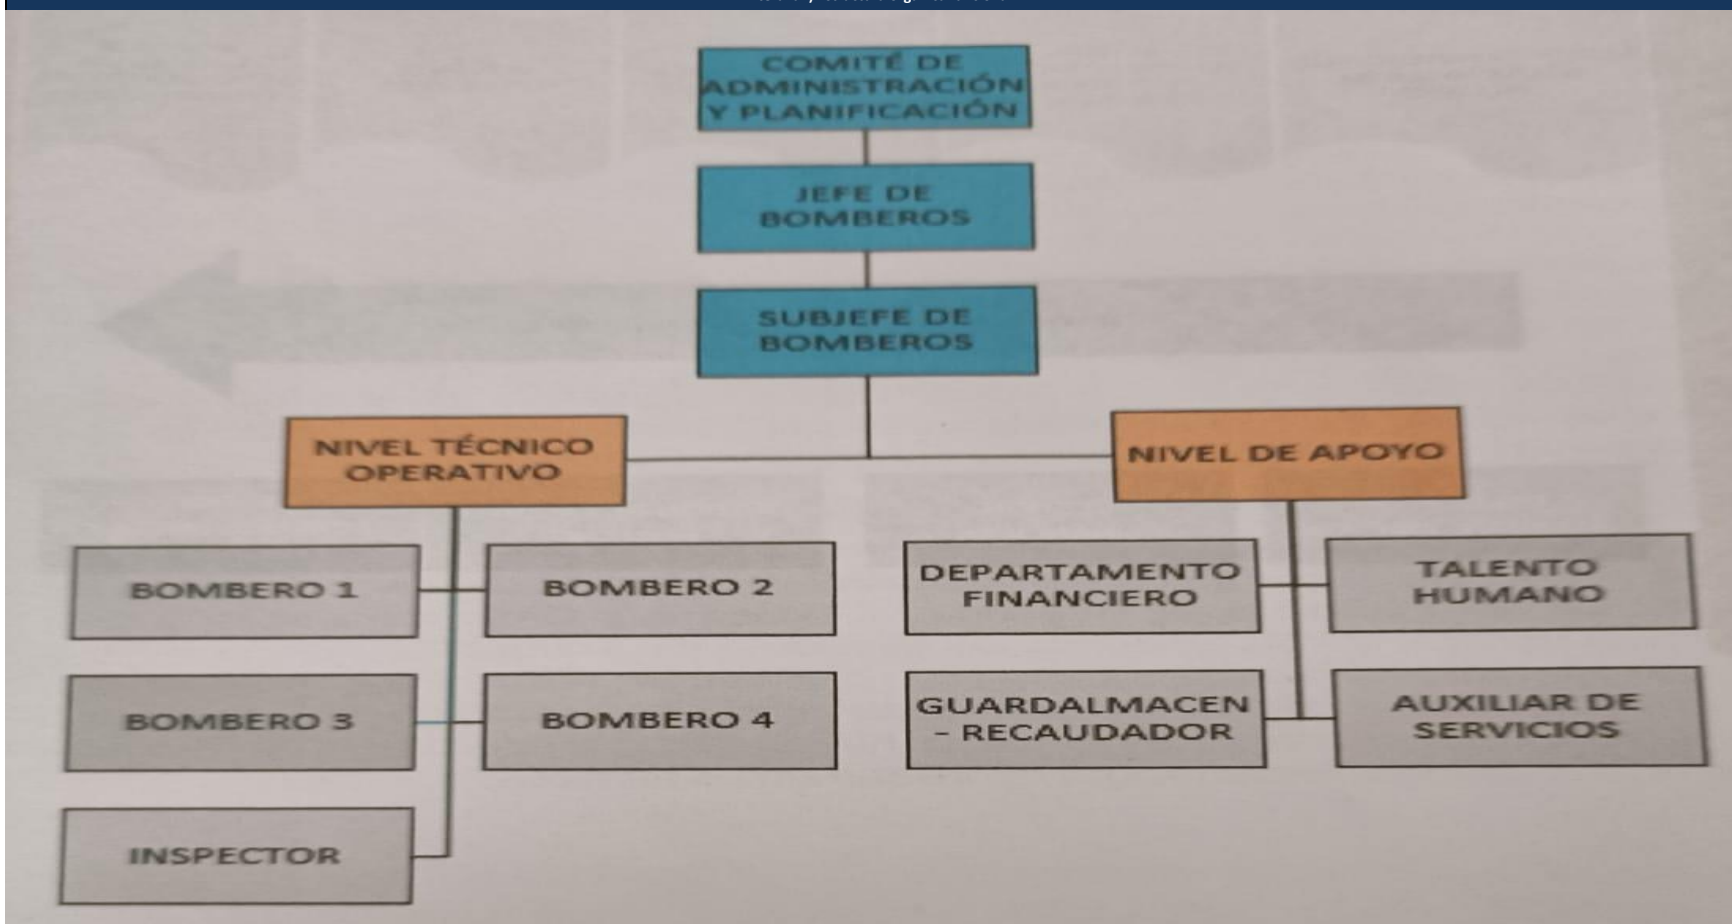 COMITÉ DE
ADMINISTRACIÓN
Y PLANIFICACIÓN
JEFE DE
BOMBEROS
SUBJEFE DE
BOMBEROS
NIVEL TÉCNICO
OPERATIVO
NIVEL DE APOYO
BOMBERO 1
BOMBERO 2
DEPARTAMENTO
FINANCIERO
TALENTO
HUMANO
BOMBERO 3
BOMBERO 4
GUARDALMACEN
- RECAUDADOR
AUXILIAR DE
SERVICIOS
INSPECTOR